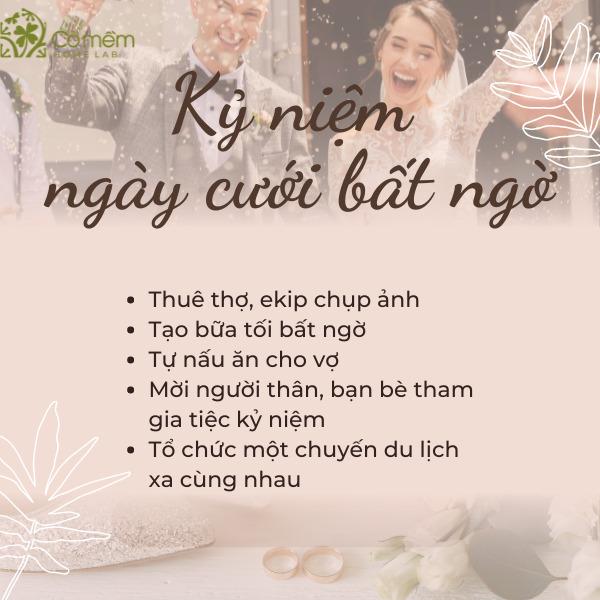 Cỏ mềm
HOME LAB
Kỷ niệm
ngày cưới bất ngờ
• Thuê thợ, ekip chụp ảnh
• Tạo bữa tối bất ngờ
• Tự nấu ăn cho vợ
• Mời người thân, bạn bè tham
gia tiệc kỷ niệm
• Tổ chức một chuyến du lịch
xa cùng nhau